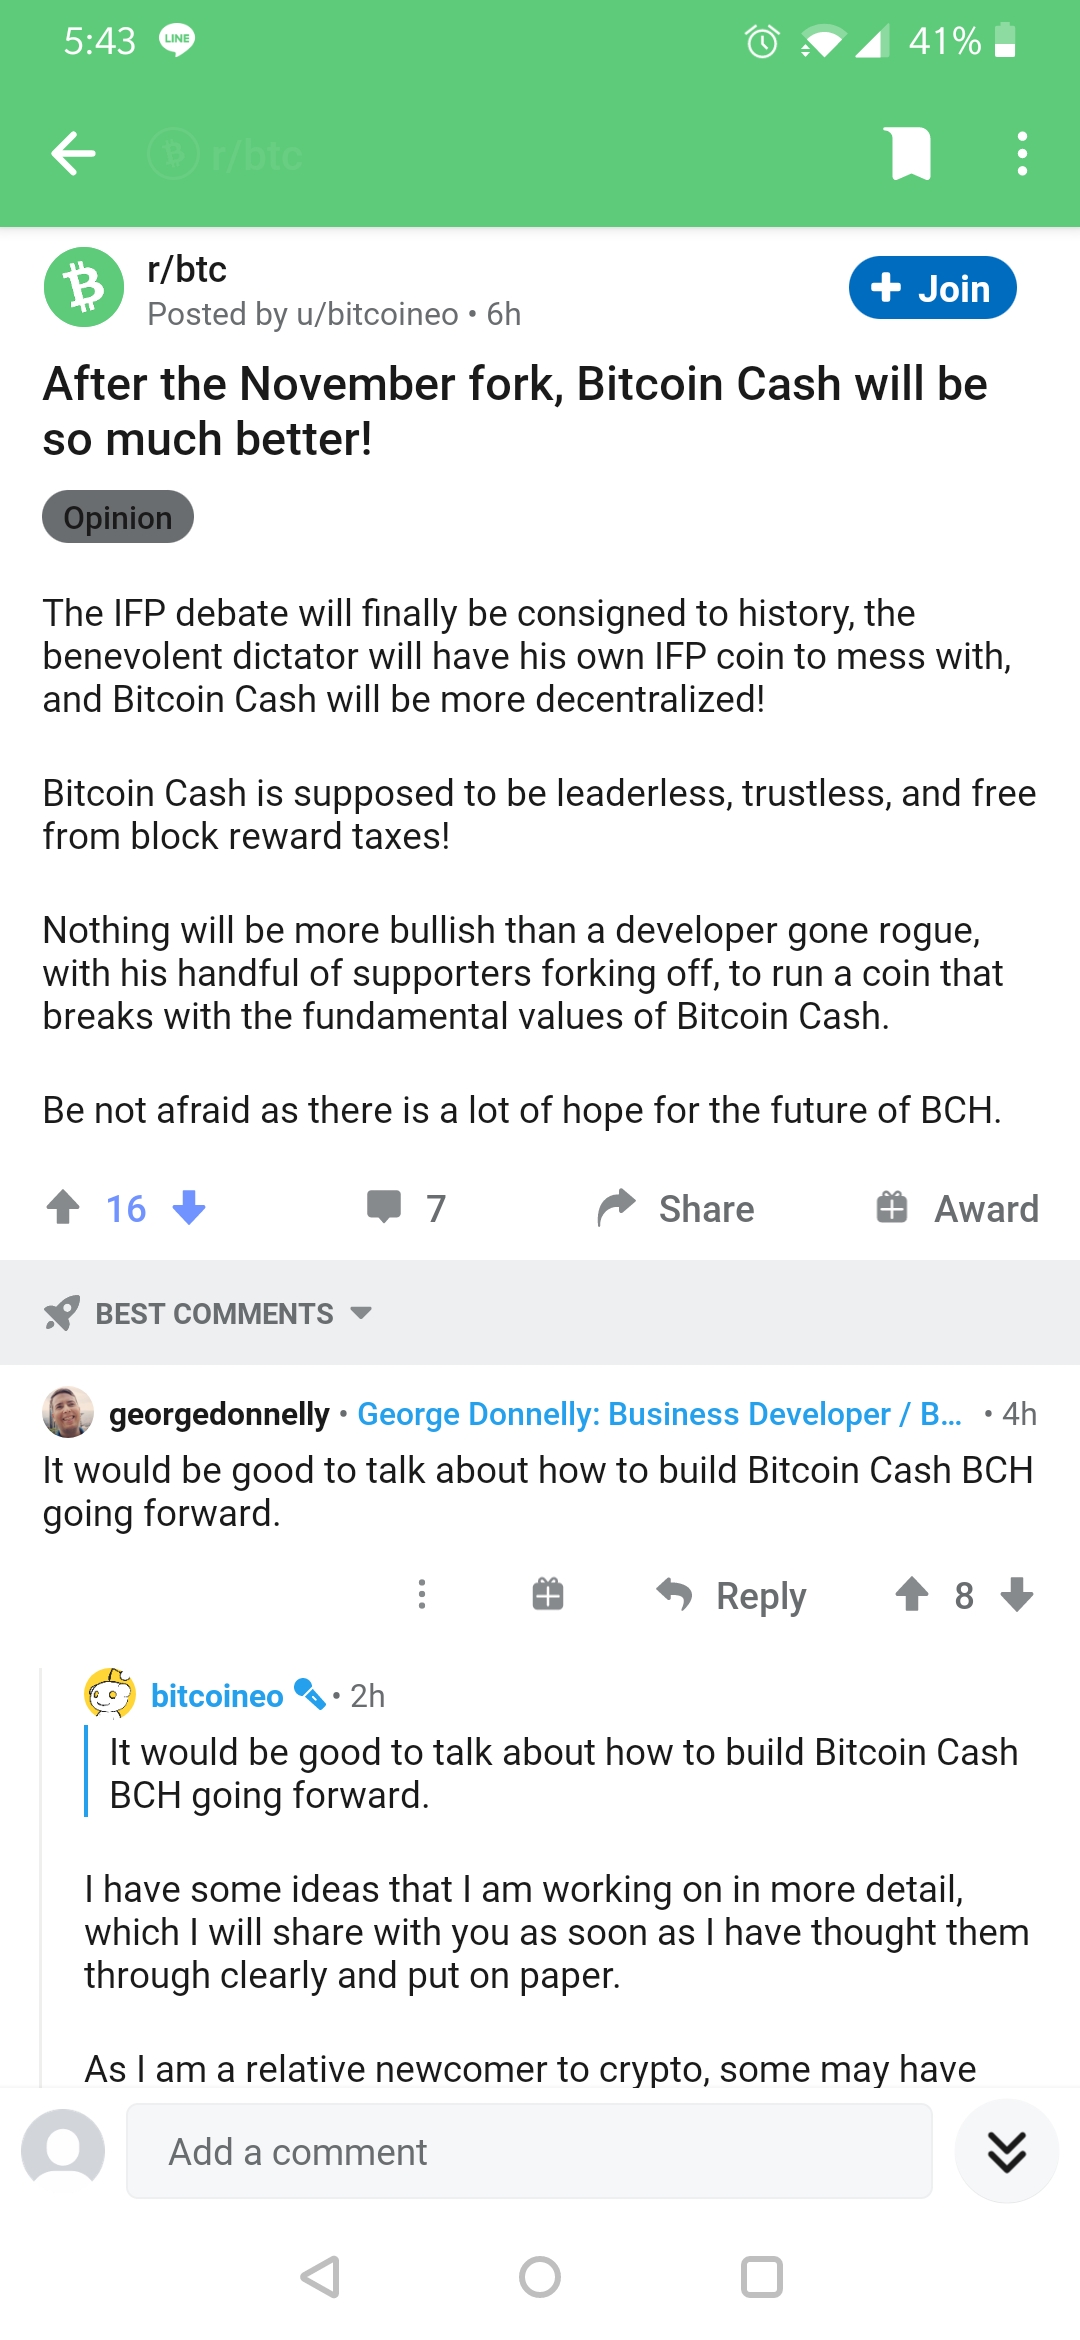 5:43 LINE 41%
r/btc
r/btc
Posted by u/bitcoineo • 6h
+ Join
After the November fork, Bitcoin Cash will be
so much better!
Opinion
The IFP debate will finally be consigned to history, the
benevolent dictator will have his own IFP coin to mess with,
and Bitcoin Cash will be more decentralized!
Bitcoin Cash is supposed to be leaderless, trustless, and free
from block reward taxes!
Nothing will be more bullish than a developer gone rogue,
with his handful of supporters forking off, to run a coin that
breaks with the fundamental values of Bitcoin Cash.
Be not afraid as there is a lot of hope for the future of BCH.
16 7 Share Award
BEST COMMENTS
georgedonnelly • George Donnelly: Business Developer / B... • 4h
It would be good to talk about how to build Bitcoin Cash BCH
going forward.
Reply 8
bitcoineo • 2h
It would be good to talk about how to build Bitcoin Cash
BCH going forward.
I have some ideas that I am working on in more detail,
which I will share with you as soon as I have thought them
through clearly and put on paper.
As I am a relative newcomer to crypto, some may have
Add a comment